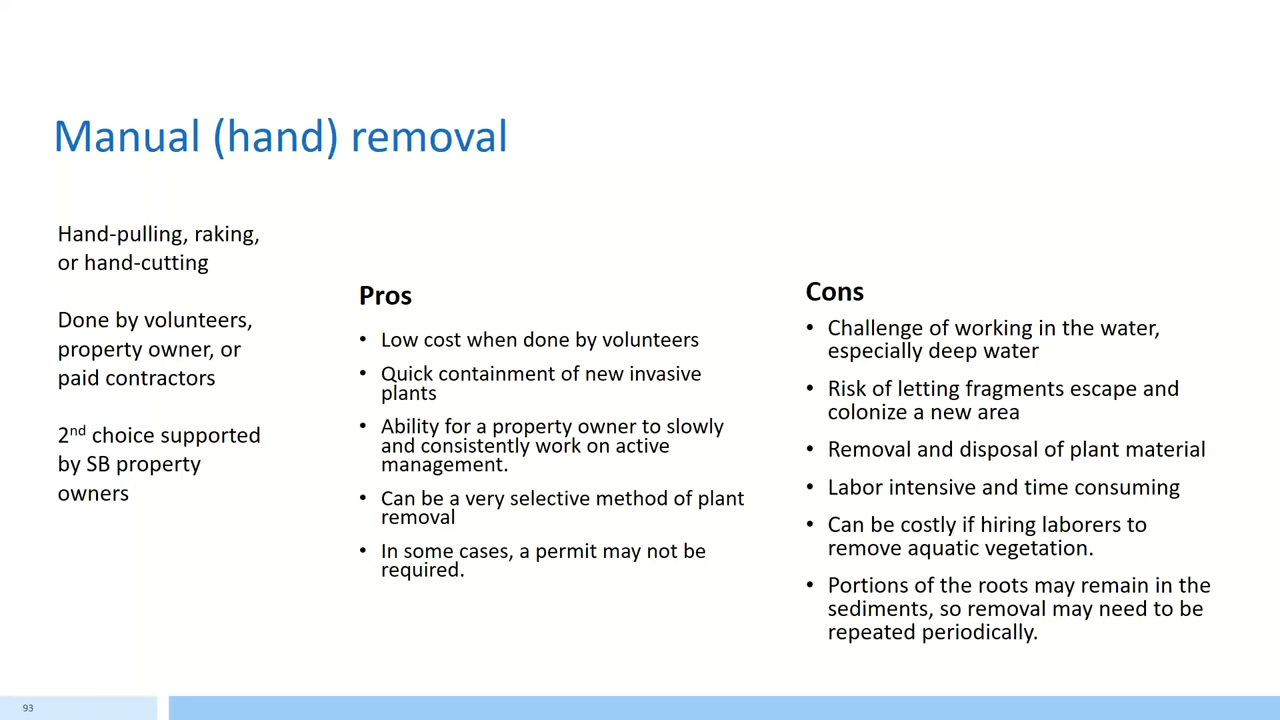 Manual (hand) removal
Hand-pulling, raking,
or hand-cutting
Done by volunteers,
property owner, or
paid contractors
2nd choice supported
by SB property
owners
Pros
• Low cost when done by volunteers
• Quick containment of new invasive
plants
• Ability for a property owner to slowly
and consistently work on active
management.
• Can be a very selective method of plant
removal
• In some cases, a permit may not be
required.
Cons
• Challenge of working in the water,
especially deep water
• Risk of letting fragments escape and
colonize a new area
• Removal and disposal of plant material
• Labor intensive and time consuming
• Can be costly if hiring laborers to
remove aquatic vegetation.
• Portions of the roots may remain in the
sediments, so removal may need to be
repeated periodically.
93